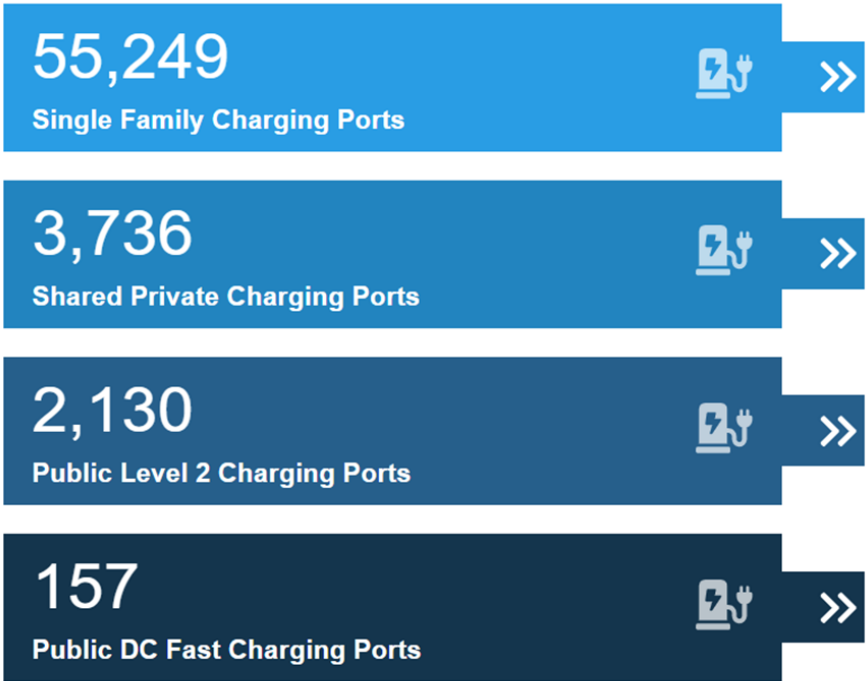 55,249
Single Family Charging Ports
3,736
Shared Private Charging Ports
2,130
Public Level 2 Charging Ports
157
Public DC Fast Charging Ports